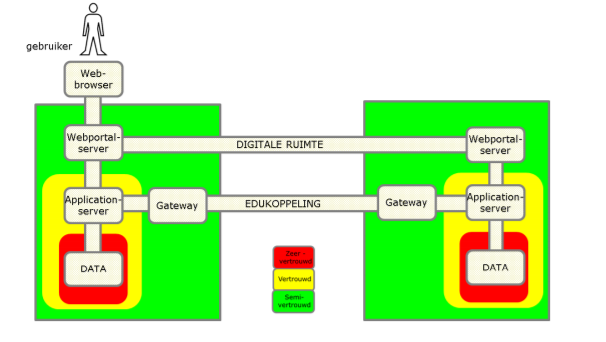 gebruiker
Web-
browser
Webportal-
server
DIGITALE RUIMTE
Webportal-
server
Application-
server
Gateway
EDUKOPPELING
Gateway
Application-
server
DATA
DATA
Zeer-
vertrouwd
Vertrouwd
Semi-
vertrouwd